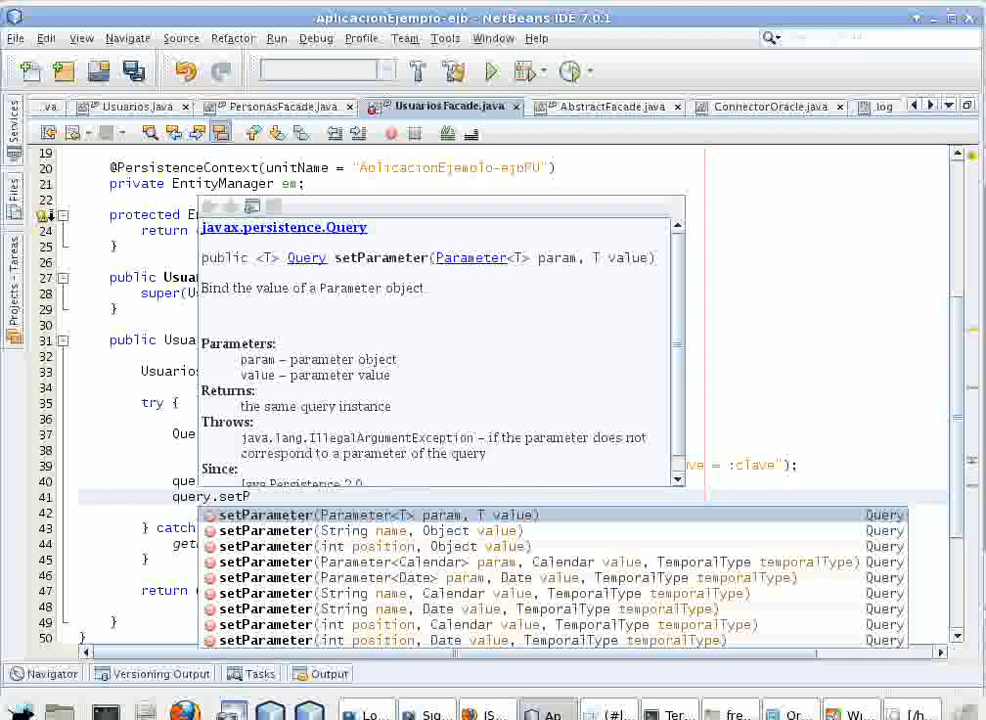 AplicacionEjemplo-ejb - NetBeans IDE 7.0.1
File Edit View Navigate Source Refactor Run Debug Profile Team Tools Window Help
.va Usuarios.java PersonasFacade.java UsuariosFacade.java AbstractFacade.java ConnectorOracle.java .log
Services
Files
Projects - Tareas
19
20 @PersistenceContext(unitName = "AplicacionEjemplo-ejbPU")
21 private EntityManager em;
22
protected E
24 return
25 }
26
27 public Usua
28 super(U
29 }
30
31 public Usua
32
33 Usuarios
34
35 try {
36
37 Que
38
39 ve = :clave");
40 que
41 query.setP
42
43 } catch
44 get
45 }
46
47 return
48
49 }
50 }
javax.persistence.Query
public <T> Query setParameter(Parameter<T> param, T value)
Bind the value of a Parameter object.
Parameters:
param - parameter object
value - parameter value
Returns:
the same query instance
Throws:
java.lang.IllegalArgumentException - if the parameter does not
correspond to a parameter of the query
Since:
Java Persistence 2.0
setParameter(Parameter<T> param, T value) Query
setParameter(String name, Object value) Query
setParameter(int position, Object value) Query
setParameter(Parameter<Calendar> param, Calendar value, TemporalType temporalType) Query
setParameter(Parameter<Date> param, Date value, TemporalType temporalType) Query
setParameter(String name, Calendar value, TemporalType temporalType) Query
setParameter(String name, Date value, TemporalType temporalType) Query
setParameter(int position, Calendar value, TemporalType temporalType) Query
setParameter(int position, Date value, TemporalType temporalType) Query
Navigator Versioning Output Tasks Output
Lo... Sig... (S... Ap (#l... Ter... fre... Wi... [/h...